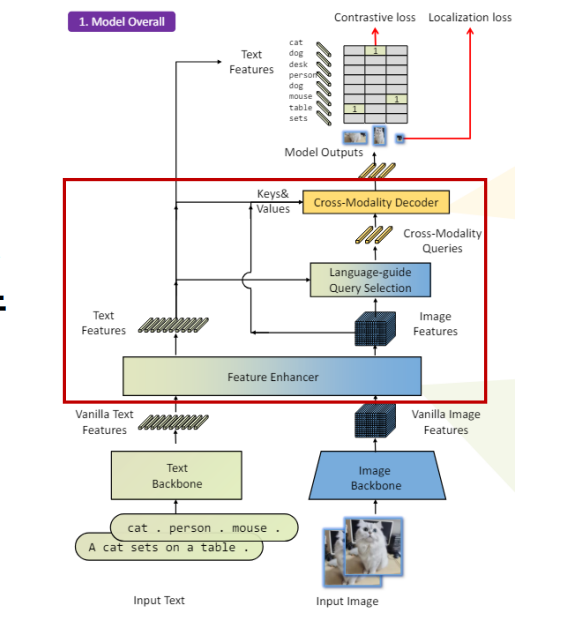 1. Model Overall
Contrastive loss
Localization loss
Text
Features
cat
dog
desk
person
dog
mouse
table
sets
1
1
1
Model Outputs
Keys&
Values
Cross-Modality Decoder
Cross-Modality
Queries
Language-guide
Query Selection
Text
Features
Image
Features
Feature Enhancer
Vanilla Text
Features
Vanilla Image
Features
Text
Backbone
Image
Backbone
cat . person . mouse .
A cat sets on a table .
Input Text
Input Image